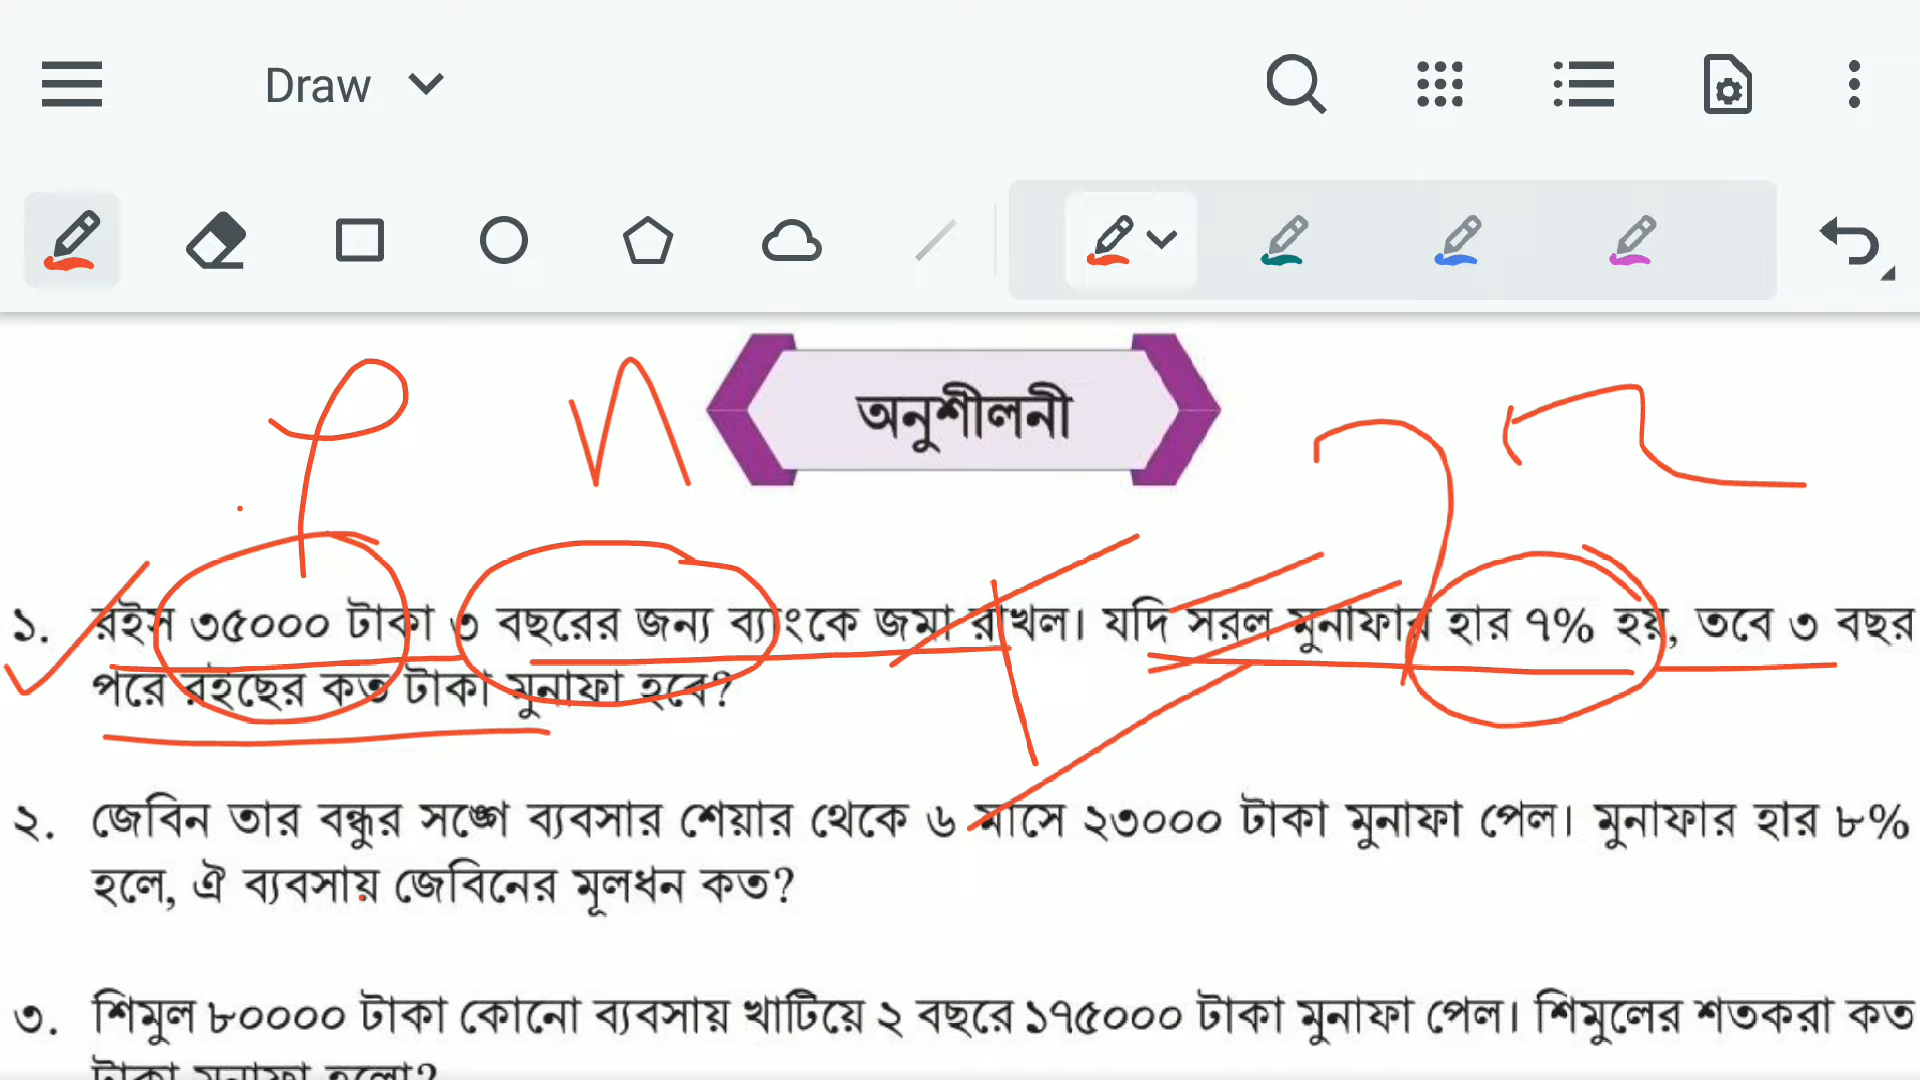 Draw
অনুশীলনী
P n r
১. রইস ৩৫০০০ টাকা ৩ বছরের জন্য ব্যাংকে জমা রাখল। যদি সরল মুনাফার হার ৭% হয়, তবে ৩ বছর
পরে রইছের কত টাকা মুনাফা হবে?
২. জেবিন তার বন্ধুর সঙ্গে ব্যবসার শেয়ার থেকে ৬ মাসে ২৩০০০ টাকা মুনাফা পেল। মুনাফার হার ৮%
হলে, ঐ ব্যবসায় জেবিনের মূলধন কত?
৩. শিমুল ৮০০০০ টাকা কোনো ব্যবসায় খাটিয়ে ২ বছরে ১৭৫০০০ টাকা মুনাফা পেল। শিমুলের শতকরা কত
টাকা মুনাফা হলো?